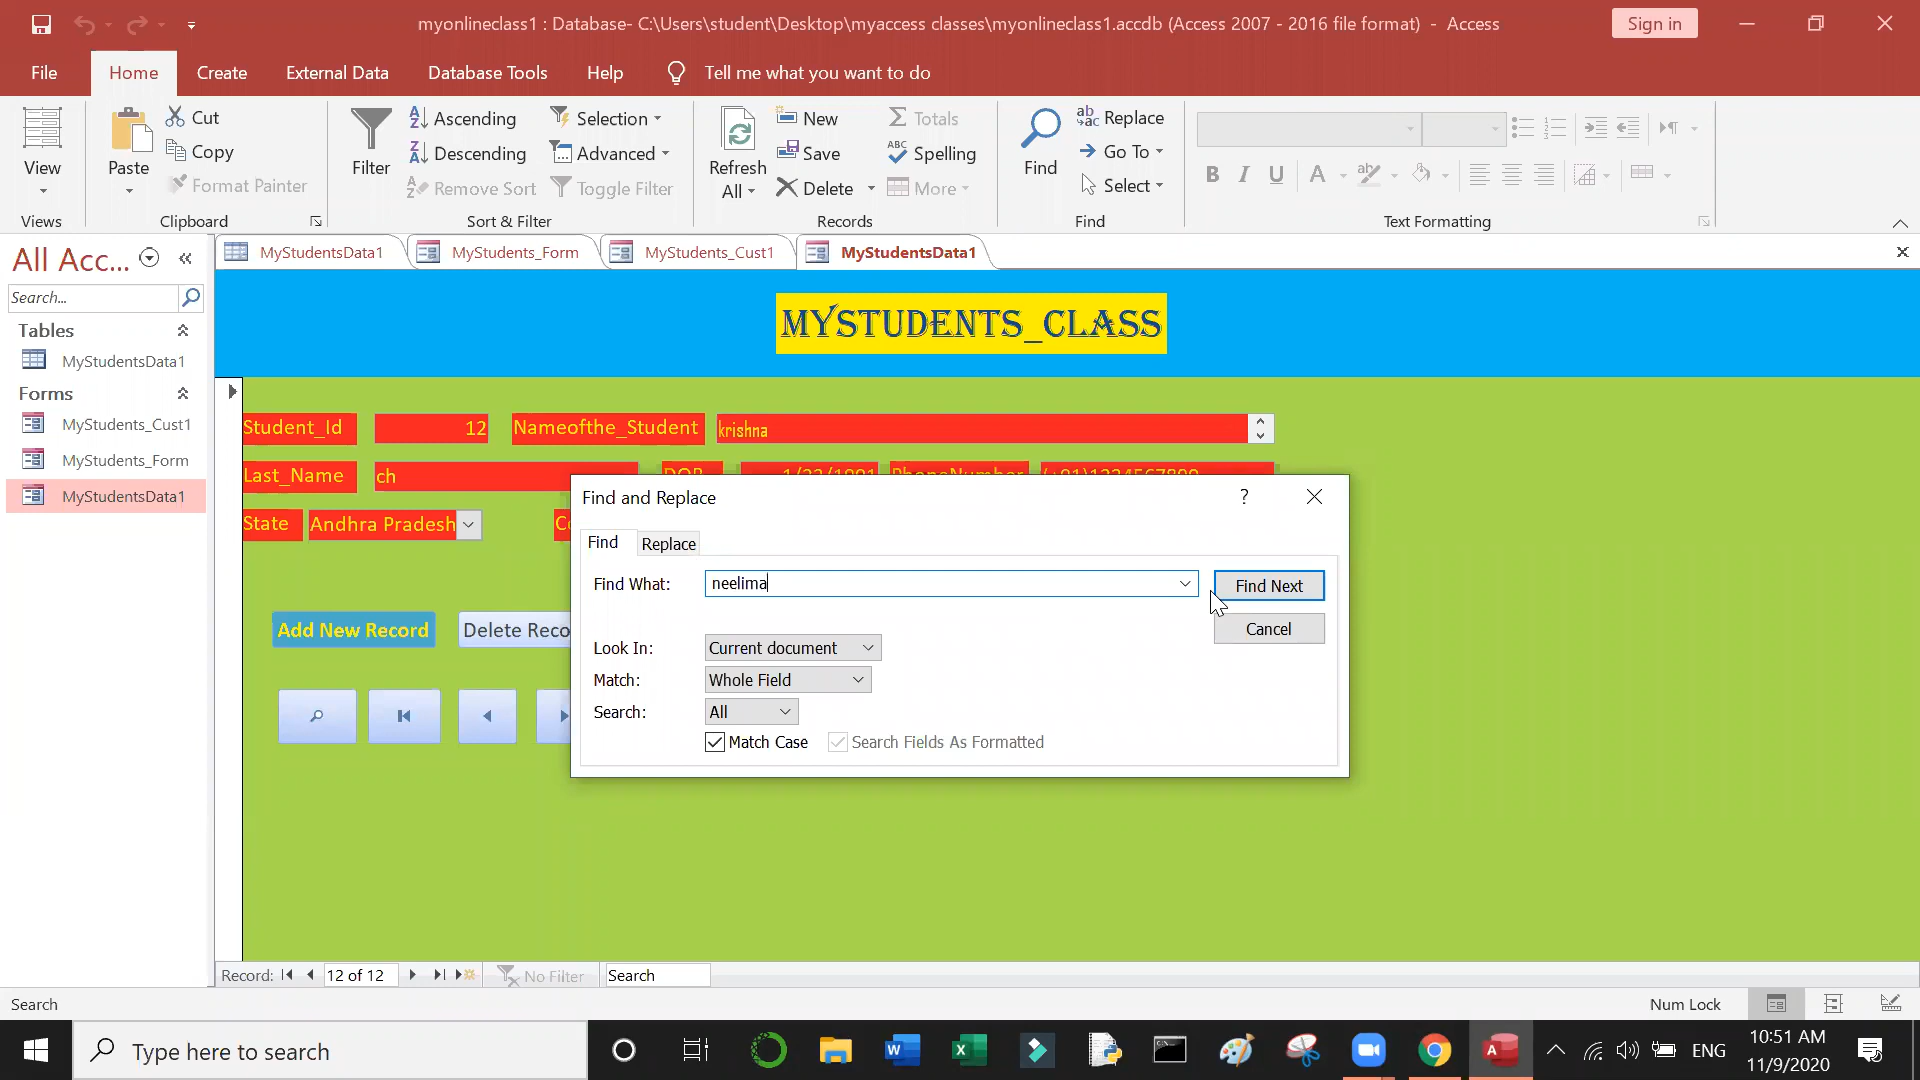 myonlineclass1 : Database- C:\Users\student\Desktop\myaccess classes\myonlineclass1.accdb (Access 2007 - 2016 file format) - Access
Sign in
File Home Create External Data Database Tools Help Tell me what you want to do
View
Views
Paste
Cut
Copy
Format Painter
Clipboard
Filter
Ascending
Descending
Remove Sort
Selection
Advanced
Toggle Filter
Sort & Filter
Refresh All
New
Save
Delete
Totals
Spelling
More
Records
Find
Replace
Go To
Select
Find
Text Formatting
All Acc...
Search...
Tables
MyStudentsData1
Forms
MyStudents_Cust1
MyStudents_Form
MyStudentsData1
MyStudentsData1 MyStudents_Form MyStudents_Cust1 MyStudentsData1
MYSTUDENTS_CLASS
Student_Id 12 Nameofthe_Student krishna
Last_Name ch DOB 1/23/1991 PhoneNumber
State Andhra Pradesh
Add New Record Delete Reco
Find and Replace
Find Replace
Find What: neelima Find Next
Cancel
Look In: Current document
Match: Whole Field
Search: All
Match Case Search Fields As Formatted
Record: 12 of 12 No Filter Search
Search Num Lock
Type here to search
ENG
10:51 AM
11/9/2020